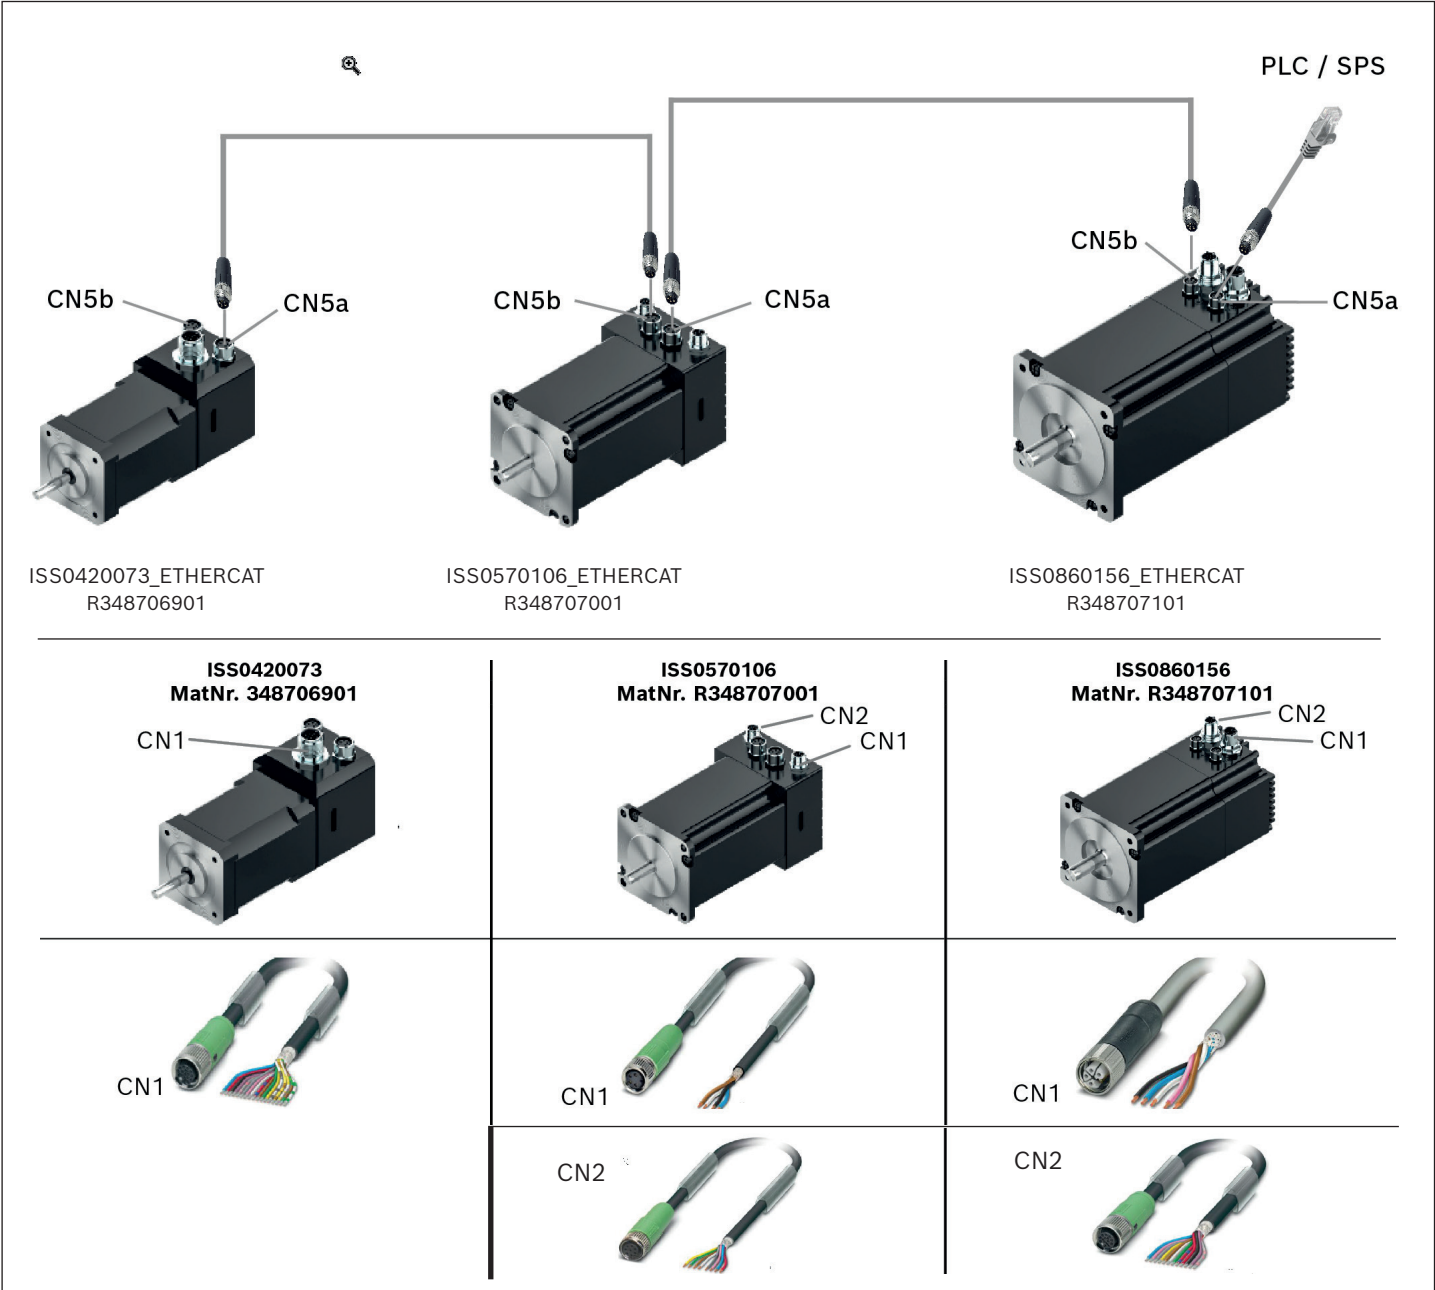 PLC / SPS
CN5b
CN5a
CN5b
CN5a
CN5b
CN5a
ISS0420073_ETHERCAT
R348706901
ISS0570106_ETHERCAT
R348707001
ISS0860156_ETHERCAT
R348707101
ISS0420073
MatNr. 348706901
CN1
ISS0570106
MatNr. R348707001
CN2
CN1
ISS0860156
MatNr. R348707101
CN2
CN1
CN1
CN1
CN1
CN2
CN2